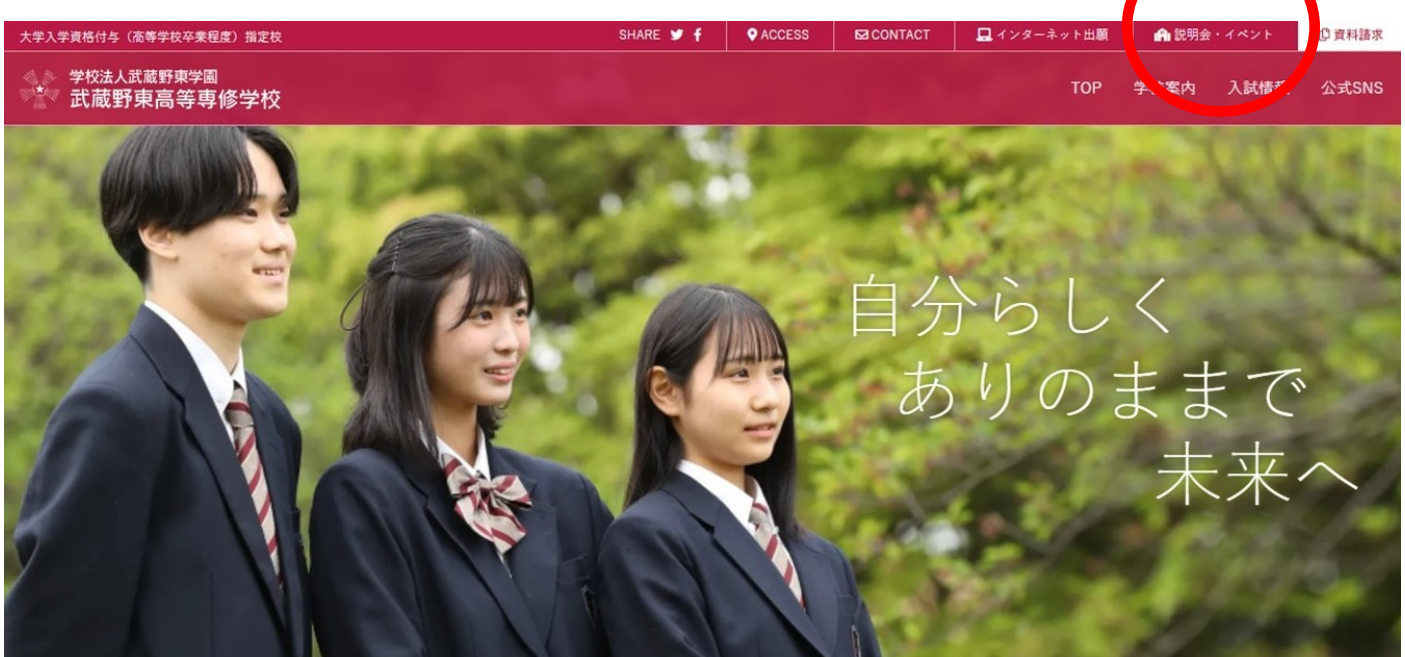 大学入学資格付与（高等学校卒業程度）指定校
SHARE
ACCESS
CONTACT
インターネット出願
説明会・イベント
資料請求
学校法人武蔵野東学園
武蔵野東高等専修学校
TOP
案内
入試情
公式SNS
自分らしく
ありのままで
未来へ